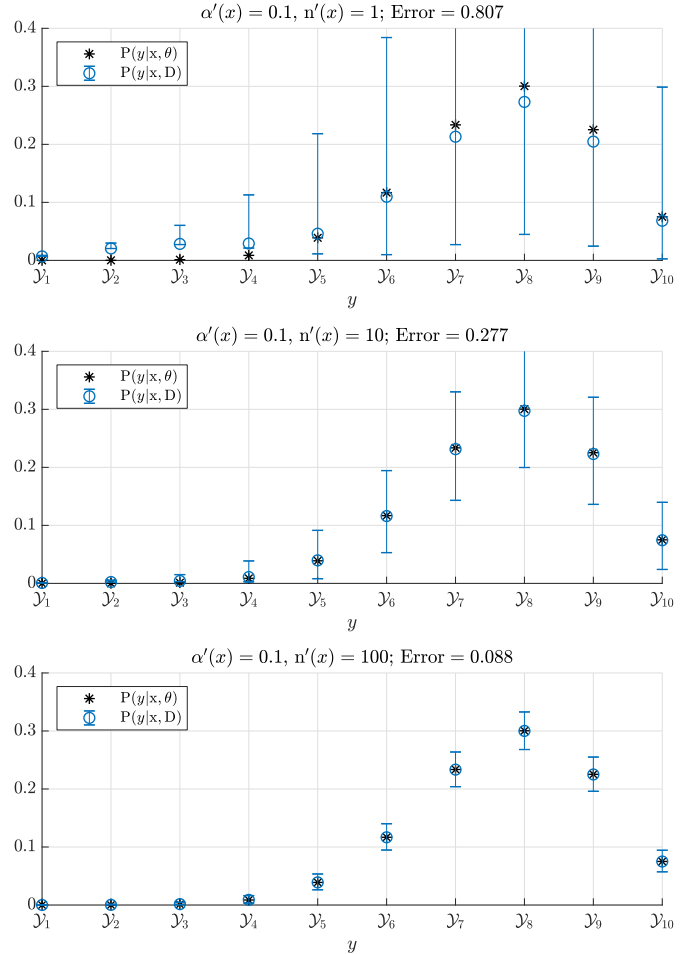 α′(x) = 0.1, n′(x) = 1; Error = 0.807
0.4
P(y|x, θ)
P(y|x, D)
0.3
0.2
0.1
0
𝒴1 𝒴2 𝒴3 𝒴4 𝒴5 𝒴6 𝒴7 𝒴8 𝒴9 𝒴10
y
α′(x) = 0.1, n′(x) = 10; Error = 0.277
0.4
P(y|x, θ)
P(y|x, D)
0.3
0.2
0.1
0
𝒴1 𝒴2 𝒴3 𝒴4 𝒴5 𝒴6 𝒴7 𝒴8 𝒴9 𝒴10
y
α′(x) = 0.1, n′(x) = 100; Error = 0.088
0.4
P(y|x, θ)
P(y|x, D)
0.3
0.2
0.1
0
𝒴1 𝒴2 𝒴3 𝒴4 𝒴5 𝒴6 𝒴7 𝒴8 𝒴9 𝒴10
y